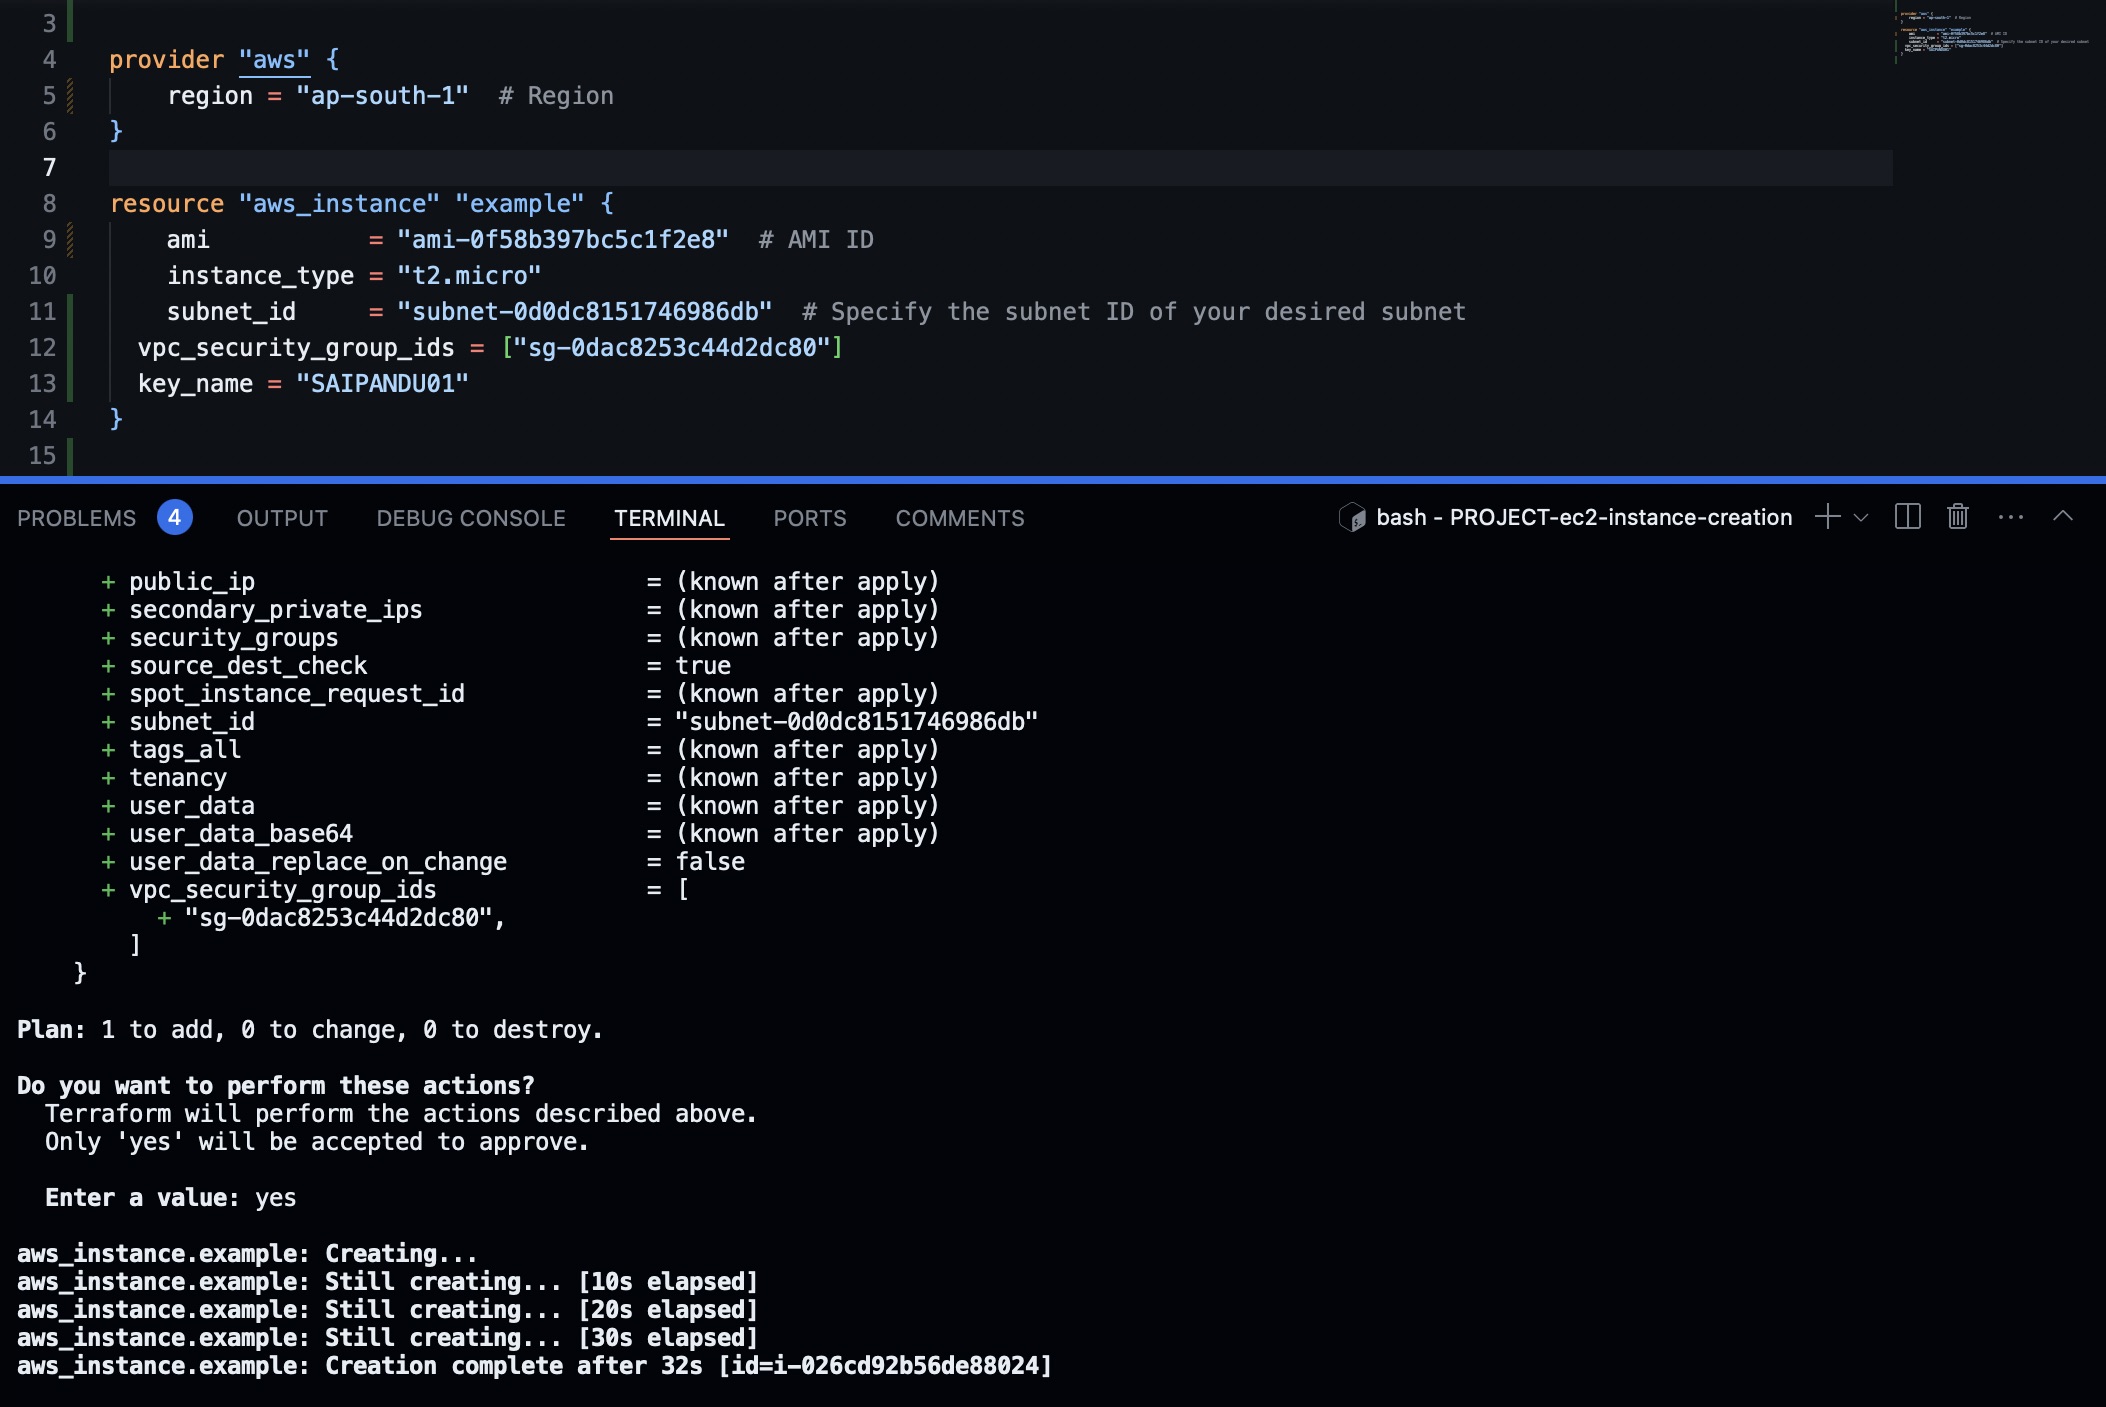 3
4 provider "aws" {
5     region = "ap-south-1"  # Region
6 }
7
8 resource "aws_instance" "example" {
9     ami           = "ami-0f58b397bc5c1f2e8"  # AMI ID
10     instance_type = "t2.micro"
11     subnet_id     = "subnet-0d0dc8151746986db"  # Specify the subnet ID of your desired subnet
12   vpc_security_group_ids = ["sg-0dac8253c44d2dc80"]
13   key_name = "SAIPANDU01"
14 }
15
PROBLEMS 4 OUTPUT DEBUG CONSOLE TERMINAL PORTS COMMENTS bash - PROJECT-ec2-instance-creation
+ public_ip = (known after apply)
+ secondary_private_ips = (known after apply)
+ security_groups = (known after apply)
+ source_dest_check = true
+ spot_instance_request_id = (known after apply)
+ subnet_id = "subnet-0d0dc8151746986db"
+ tags_all = (known after apply)
+ tenancy = (known after apply)
+ user_data = (known after apply)
+ user_data_base64 = (known after apply)
+ user_data_replace_on_change = false
+ vpc_security_group_ids = [
+ "sg-0dac8253c44d2dc80",
]
}
Plan: 1 to add, 0 to change, 0 to destroy.
Do you want to perform these actions?
Terraform will perform the actions described above.
Only 'yes' will be accepted to approve.
Enter a value: yes
aws_instance.example: Creating...
aws_instance.example: Still creating... [10s elapsed]
aws_instance.example: Still creating... [20s elapsed]
aws_instance.example: Still creating... [30s elapsed]
aws_instance.example: Creation complete after 32s [id=i-026cd92b56de88024]